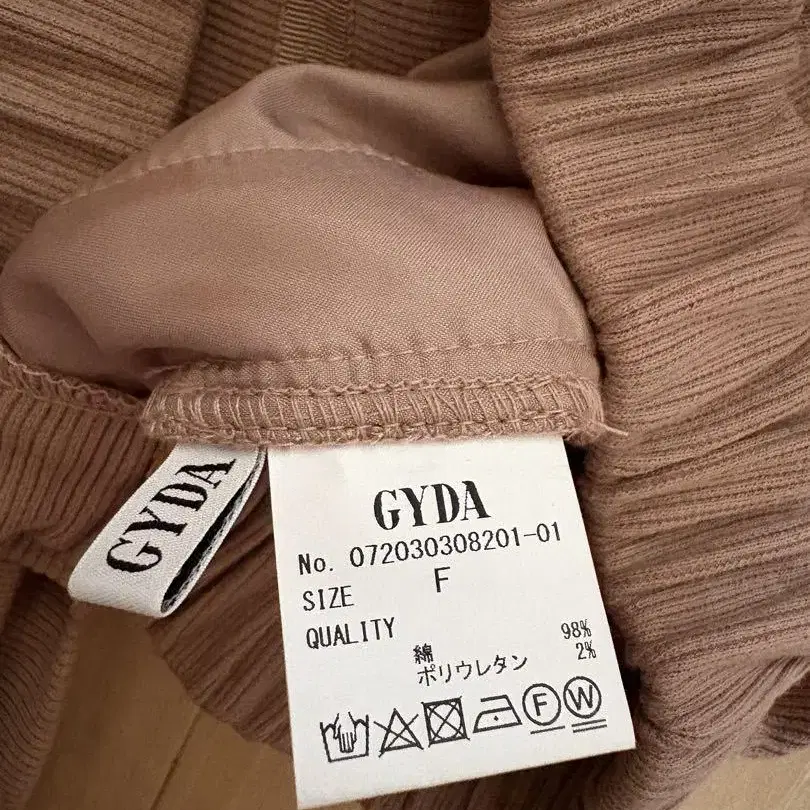 GYDA
GYDA
No. 072030308201-01
SIZE F
QUALITY
綿 98%
ポリウレタン 2%
F W